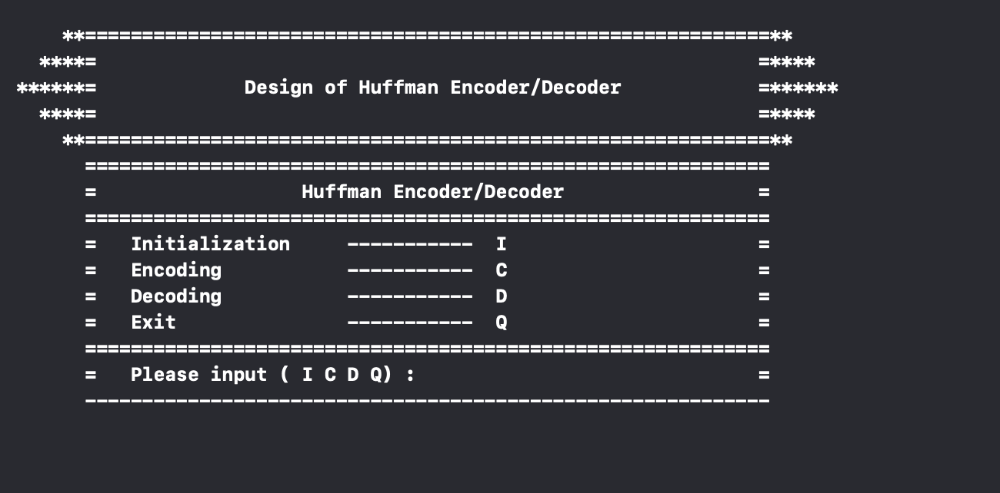 **============================================================**
****=                                                          =****
******=             Design of Huffman Encoder/Decoder            =******
****=                                                          =****
**============================================================**
============================================================
=                  Huffman Encoder/Decoder                 =
============================================================
=   Initialization     -----------  I                      =
=   Encoding           -----------  C                      =
=   Decoding           -----------  D                      =
=   Exit               -----------  Q                      =
============================================================
=   Please input ( I C D Q) :                              =
------------------------------------------------------------